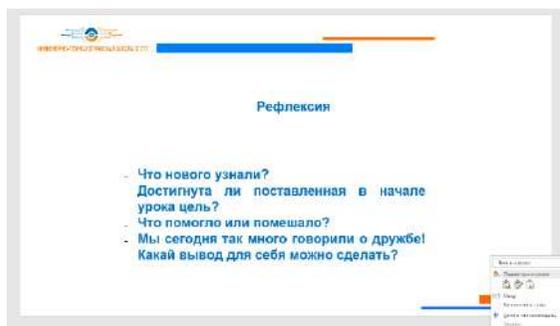 Рефлексия
- Что нового узнали?
Достигнута ли поставленная в начале
урока цель?
- Что помогло или помешало?
- Мы сегодня так много говорили о дружбе!
Какай вывод для себя можно сделать?